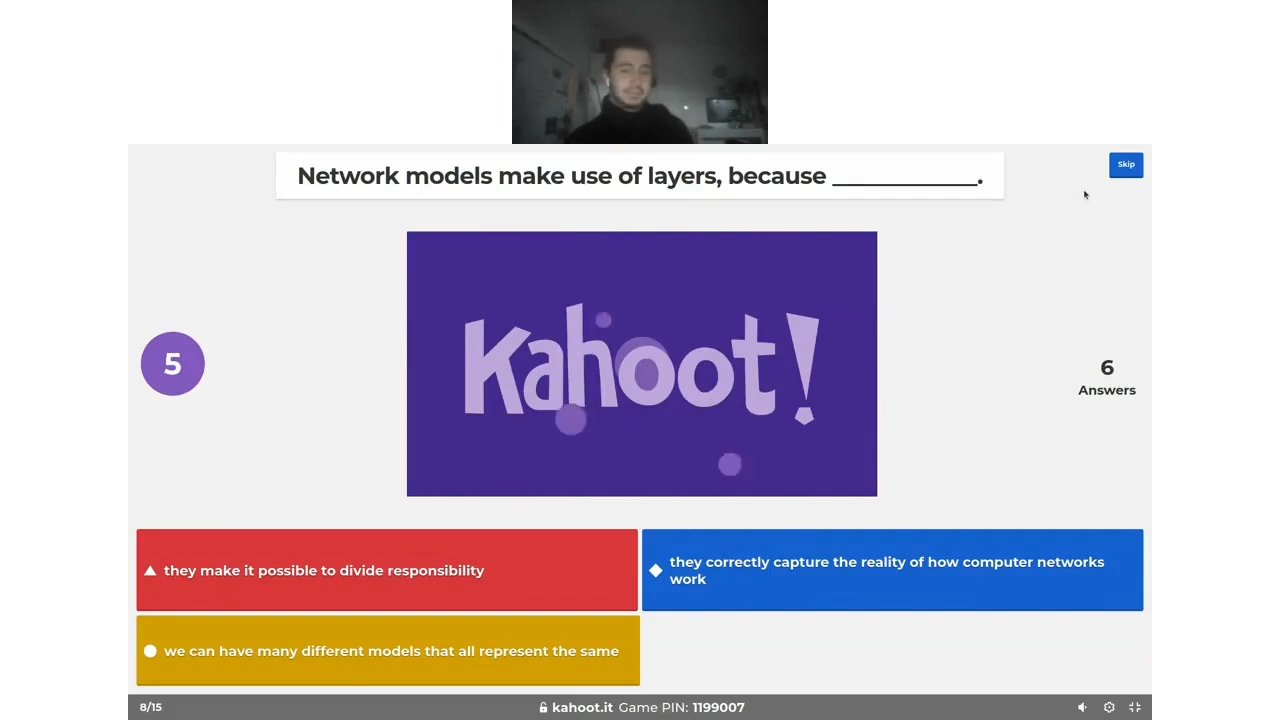 Network models make use of layers, because ____________.
Skip
Kahoot!
5
6
Answers
they make it possible to divide responsibility
they correctly capture the reality of how computer networks
work
we can have many different models that all represent the same
8/15
kahoot.it Game PIN: 1199007